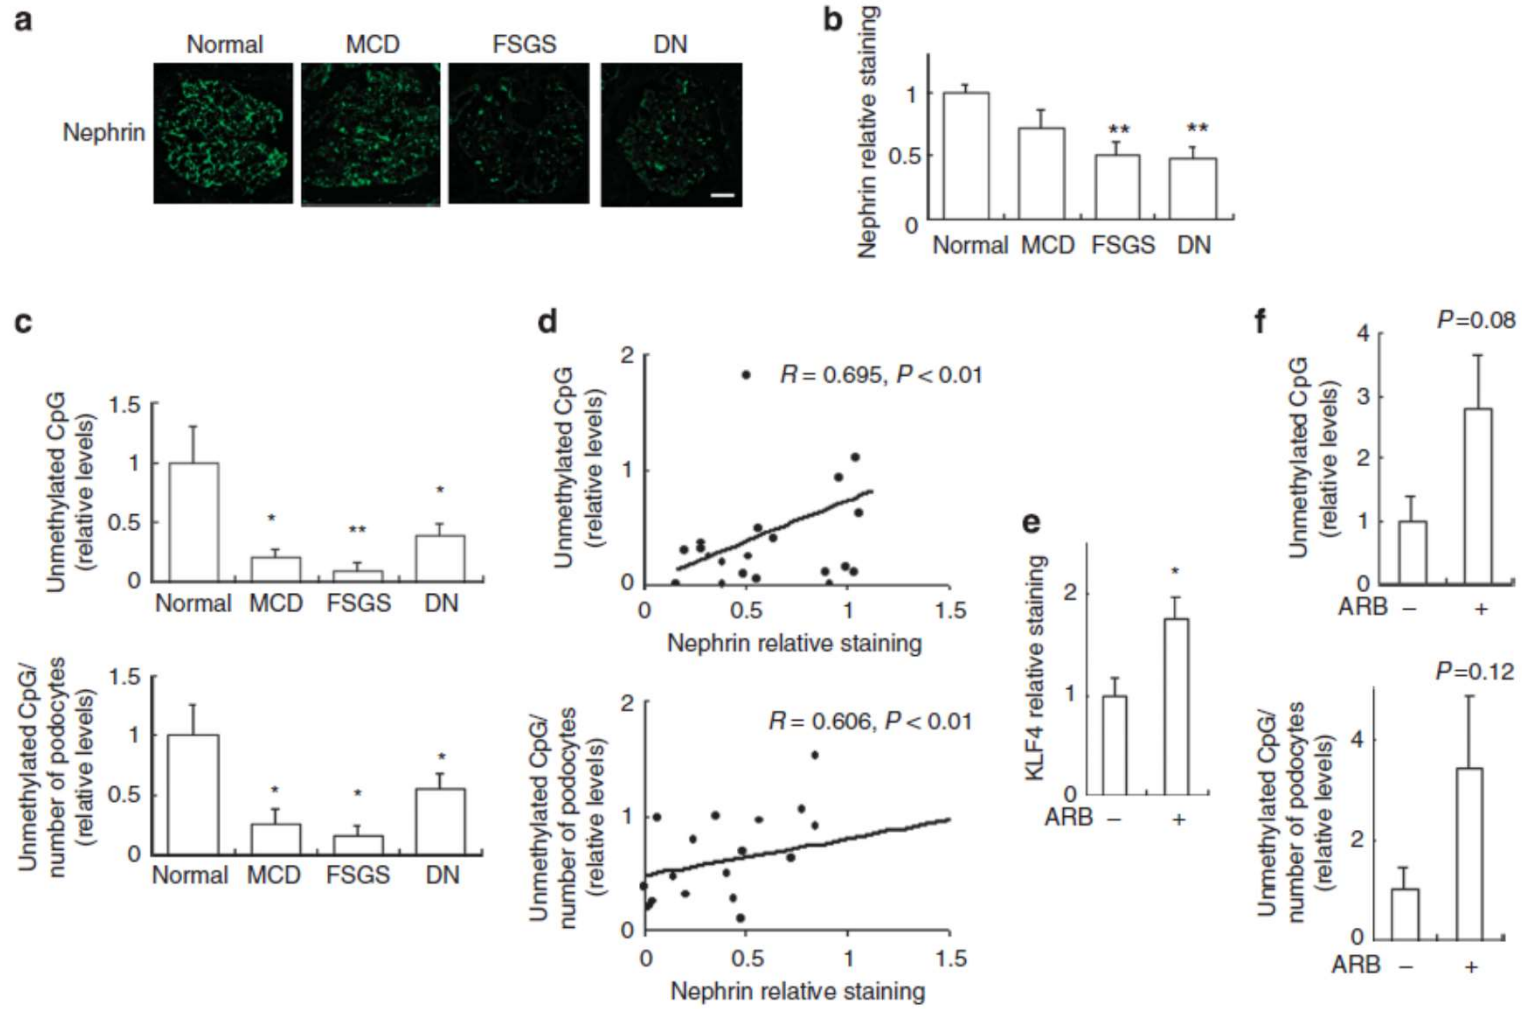 a
Normal MCD FSGS DN
Nephrin
b
Nephrin relative staining
1
0.5
0
** **
Normal MCD FSGS DN
c
Unmethylated CpG
(relative levels)
1.5
1
0.5
0
* ** *
Normal MCD FSGS DN
Unmethylated CpG/
number of podocytes
(relative levels)
1.5
1
0.5
0
* * *
Normal MCD FSGS DN
d
Unmethylated CpG
(relative levels)
2
1
0
R = 0.695, P < 0.01
0 0.5 1 1.5
Nephrin relative staining
Unmethylated CpG/
number of podocytes
(relative levels)
2
1
0
R = 0.606, P < 0.01
0 0.5 1 1.5
Nephrin relative staining
e
KLF4 relative staining
2
1
0
*
ARB – +
f
P=0.08
Unmethylated CpG
(relative levels)
4
3
2
1
0
ARB – +
P=0.12
Unmethylated CpG/
number of podocytes
(relative levels)
4
2
0
ARB – +